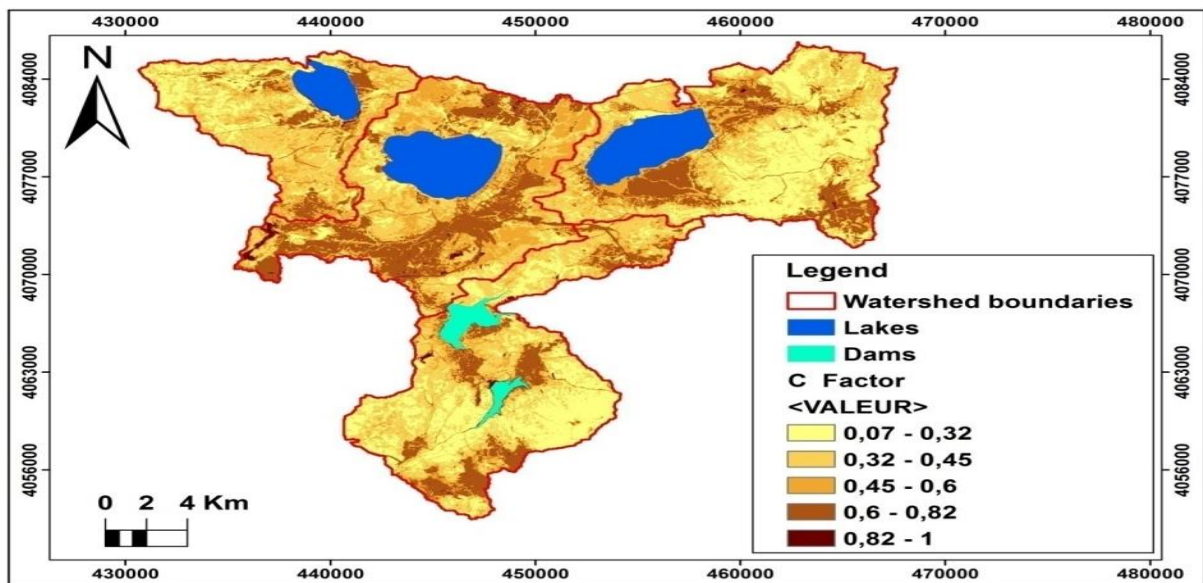 430000 440000 450000 460000 470000 480000
N
4084000 4084000
4077000 4077000
4070000 4070000
4063000 4063000
4056000 4056000
Legend
Watershed boundaries
Lakes
Dams
C Factor
<VALEUR>
0,07 - 0,32
0,32 - 0,45
0,45 - 0,6
0,6 - 0,82
0,82 - 1
0 2 4 Km
430000 440000 450000 460000 470000 480000